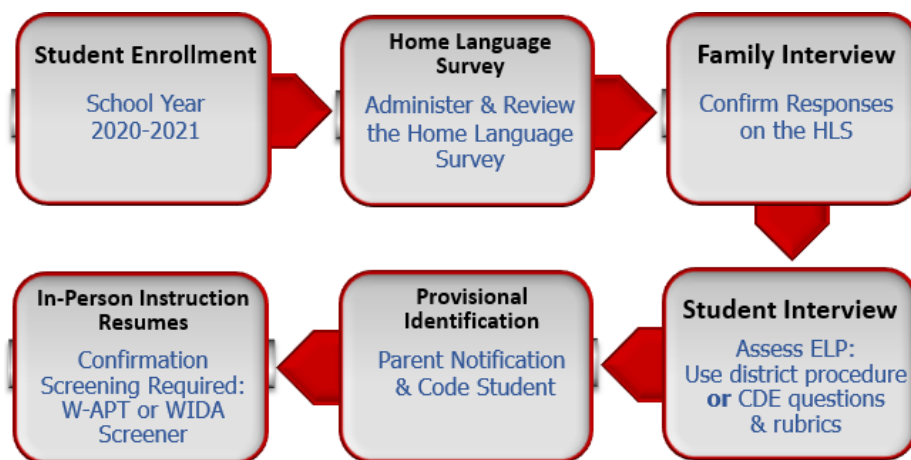 Student Enrollment
School Year
2020-2021
Home Language
Survey
Administer & Review
the Home Language
Survey
Family Interview
Confirm Responses
on the HLS
Student Interview
Assess ELP:
Use district procedure
or CDE questions
& rubrics
Provisional
Identification
Parent Notification
& Code Student
In-Person Instruction
Resumes
Confirmation
Screening Required:
W-APT or WIDA
Screener